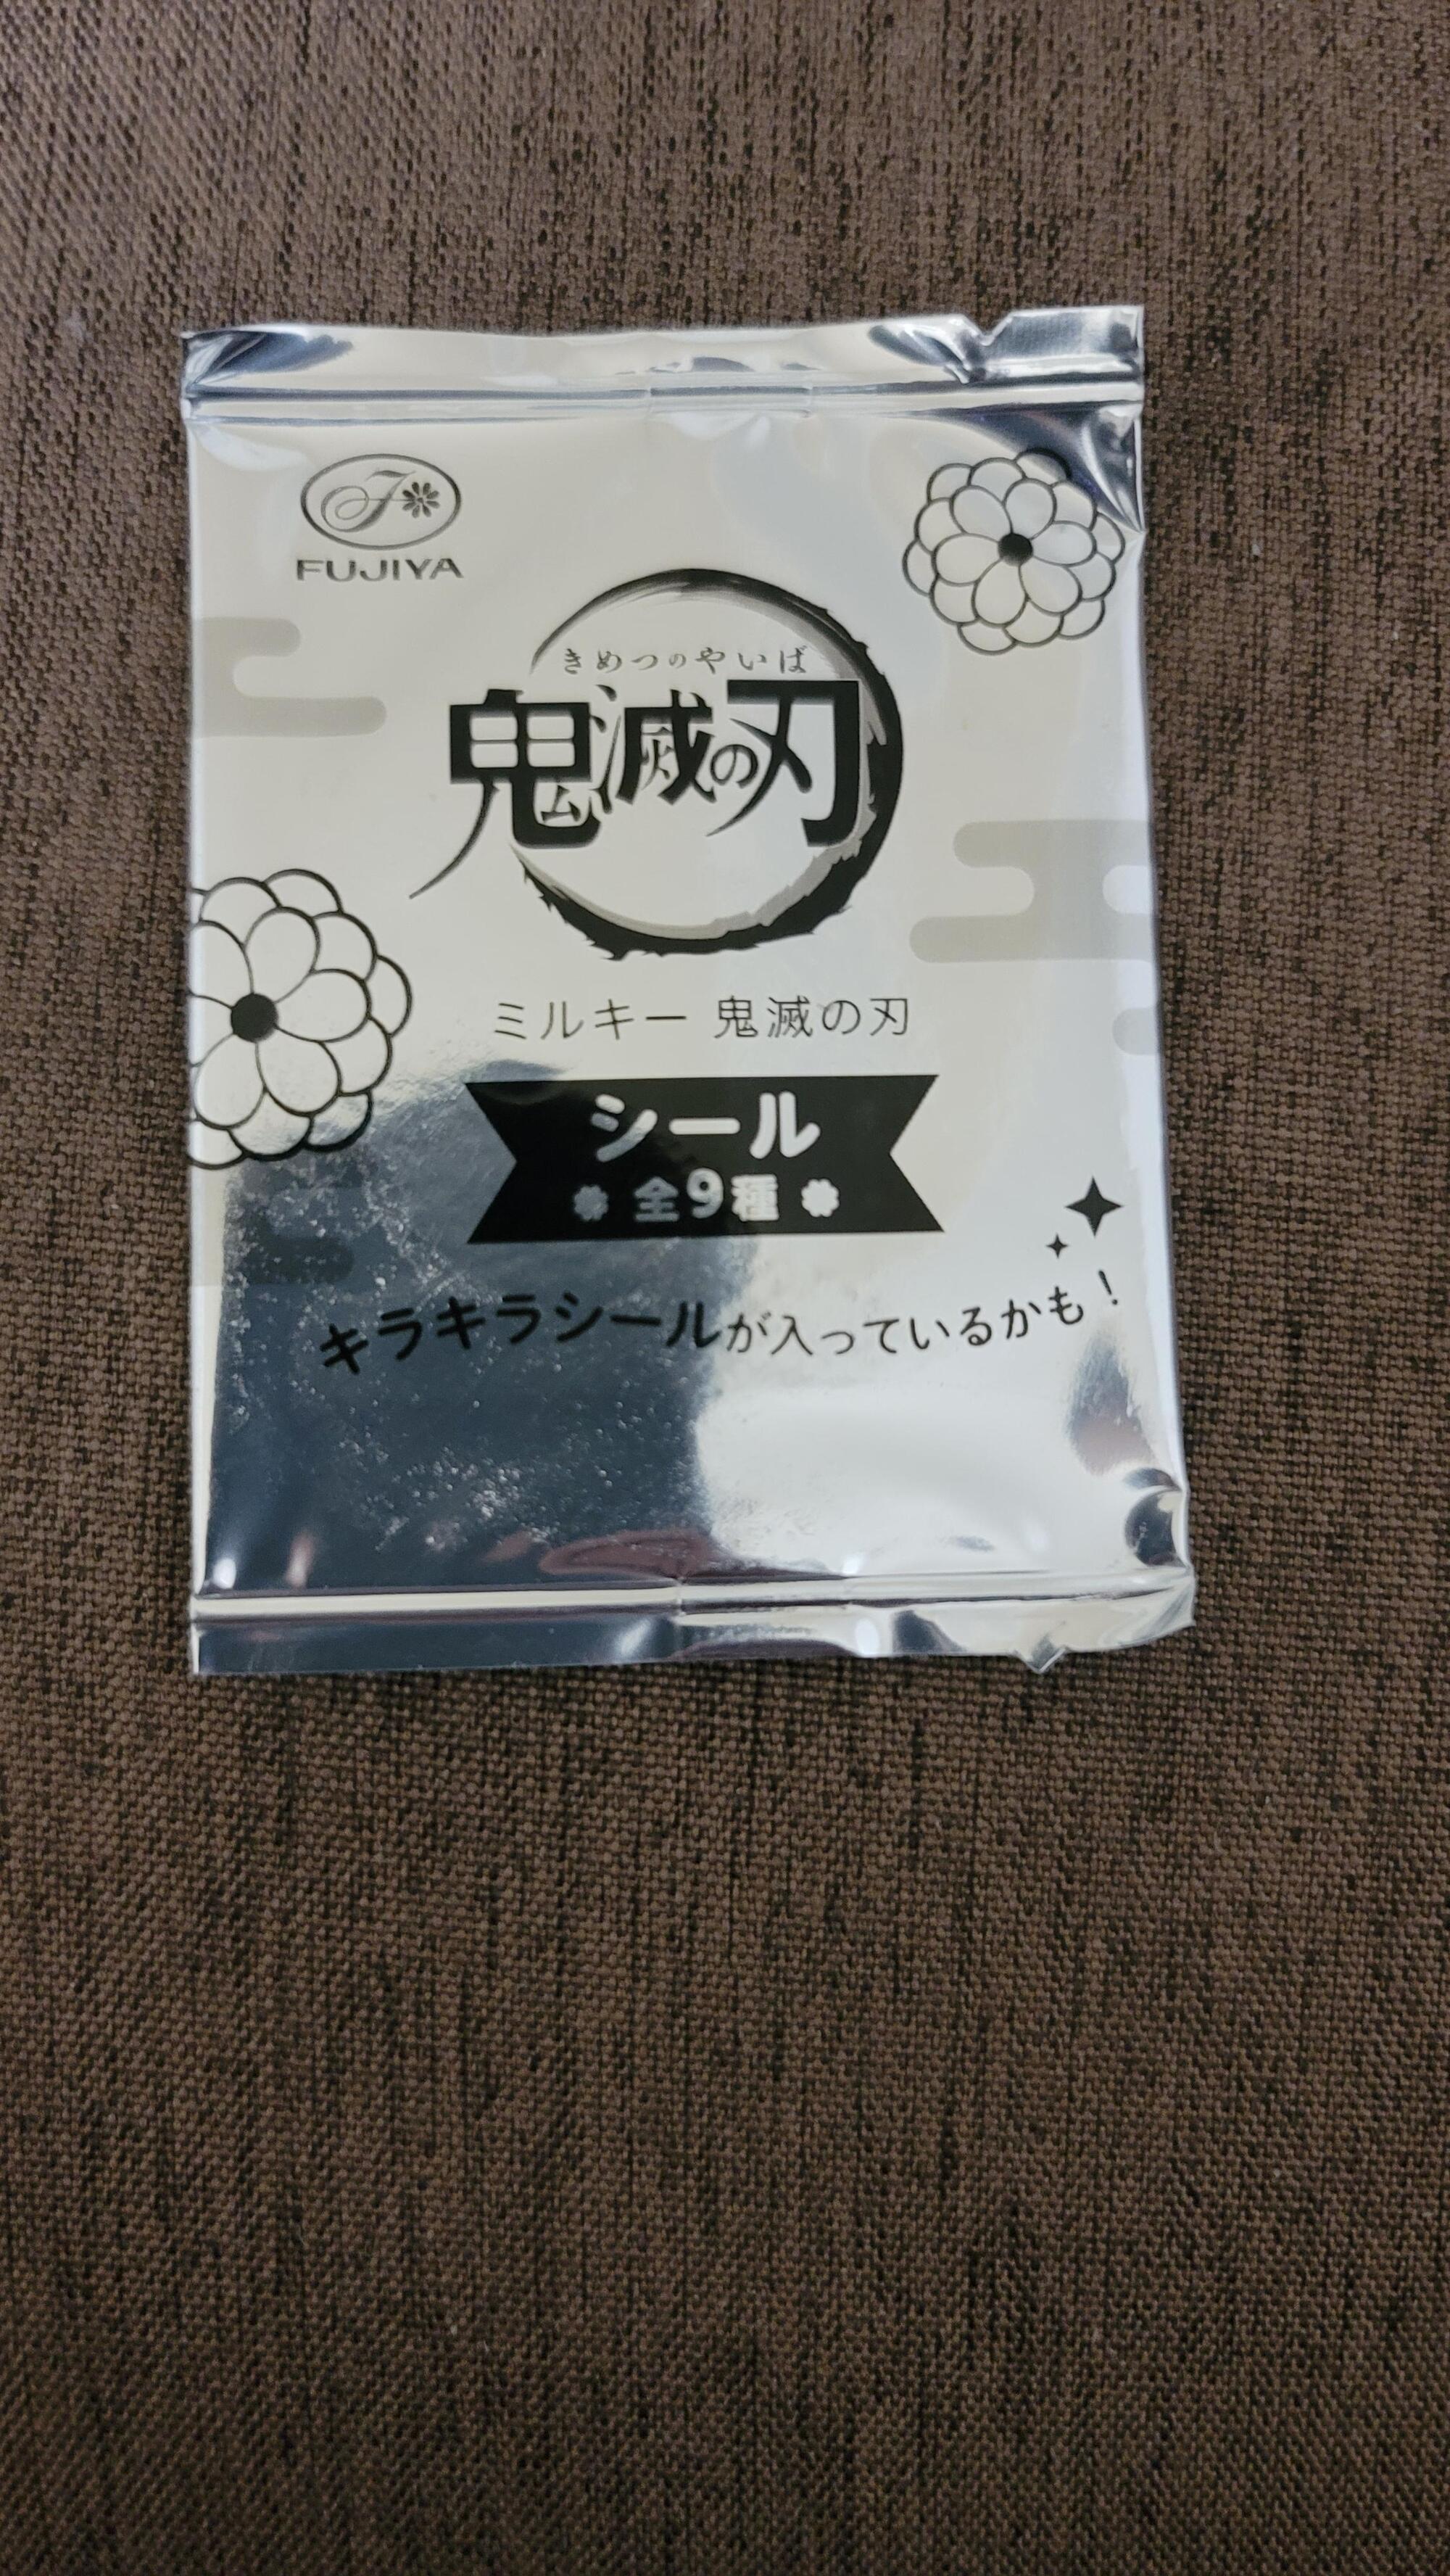 FUJIYA
きめつのやいば
鬼滅の刃
ミルキー 鬼滅の刃
シール
全9種
キラキラシールが入っているかも!